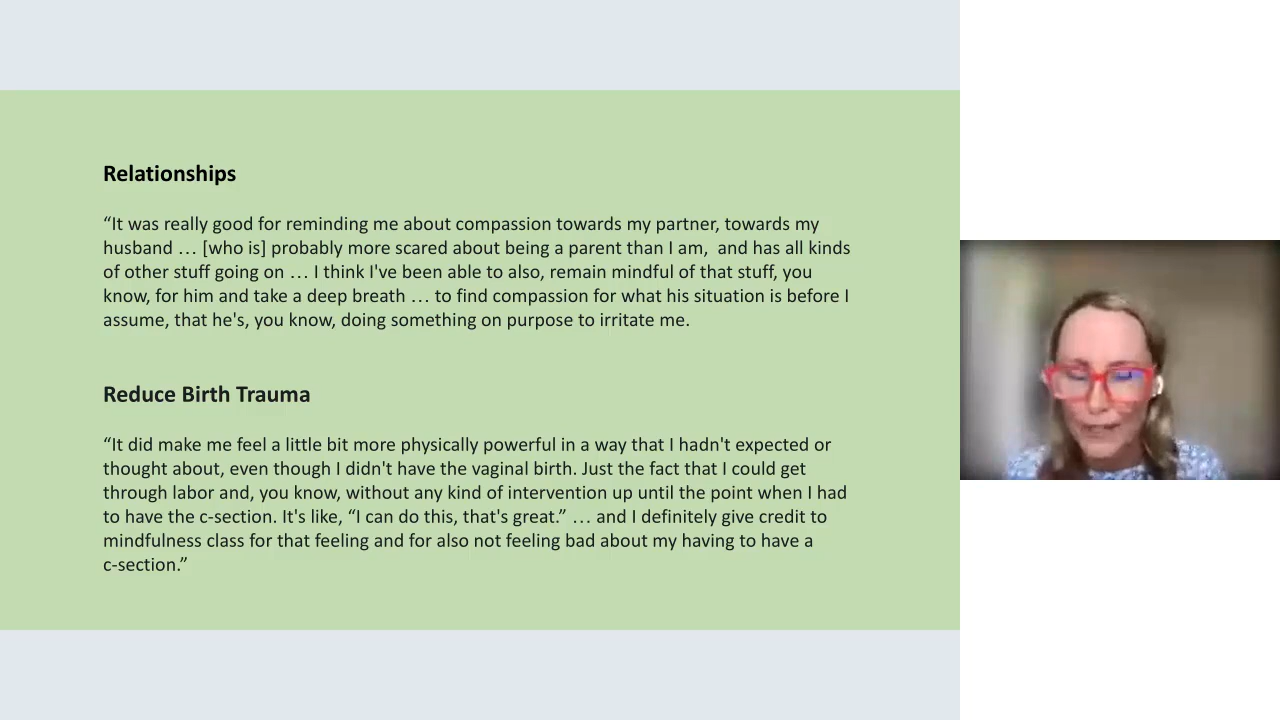 Relationships
“It was really good for reminding me about compassion towards my partner, towards my
husband … [who is] probably more scared about being a parent than I am,  and has all kinds
of other stuff going on … I think I've been able to also, remain mindful of that stuff, you
know, for him and take a deep breath … to find compassion for what his situation is before I
assume, that he's, you know, doing something on purpose to irritate me.
Reduce Birth Trauma
“It did make me feel a little bit more physically powerful in a way that I hadn't expected or
thought about, even though I didn't have the vaginal birth. Just the fact that I could get
through labor and, you know, without any kind of intervention up until the point when I had
to have the c-section. It's like, “I can do this, that's great.” … and I definitely give credit to
mindfulness class for that feeling and for also not feeling bad about my having to have a
c-section.”